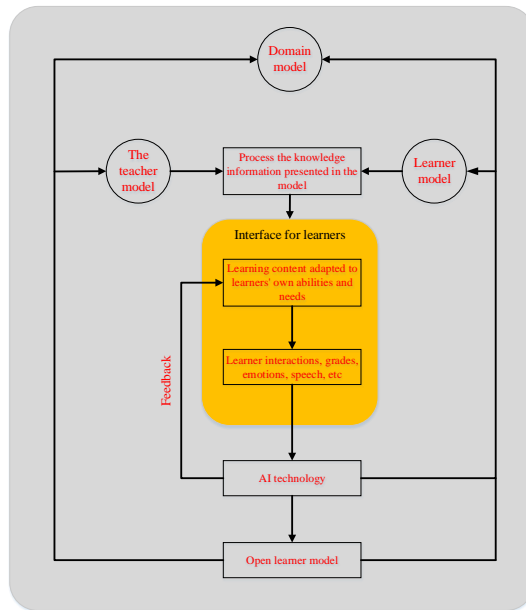 Domain
model
The
teacher
model
Process the knowledge
information presented in the
model
Learner
model
Interface for learners
Learning content adapted to
learners' own abilities and
needs
Learner interactions, grades,
emotions, speech, etc
Feedback
AI technology
Open learner model